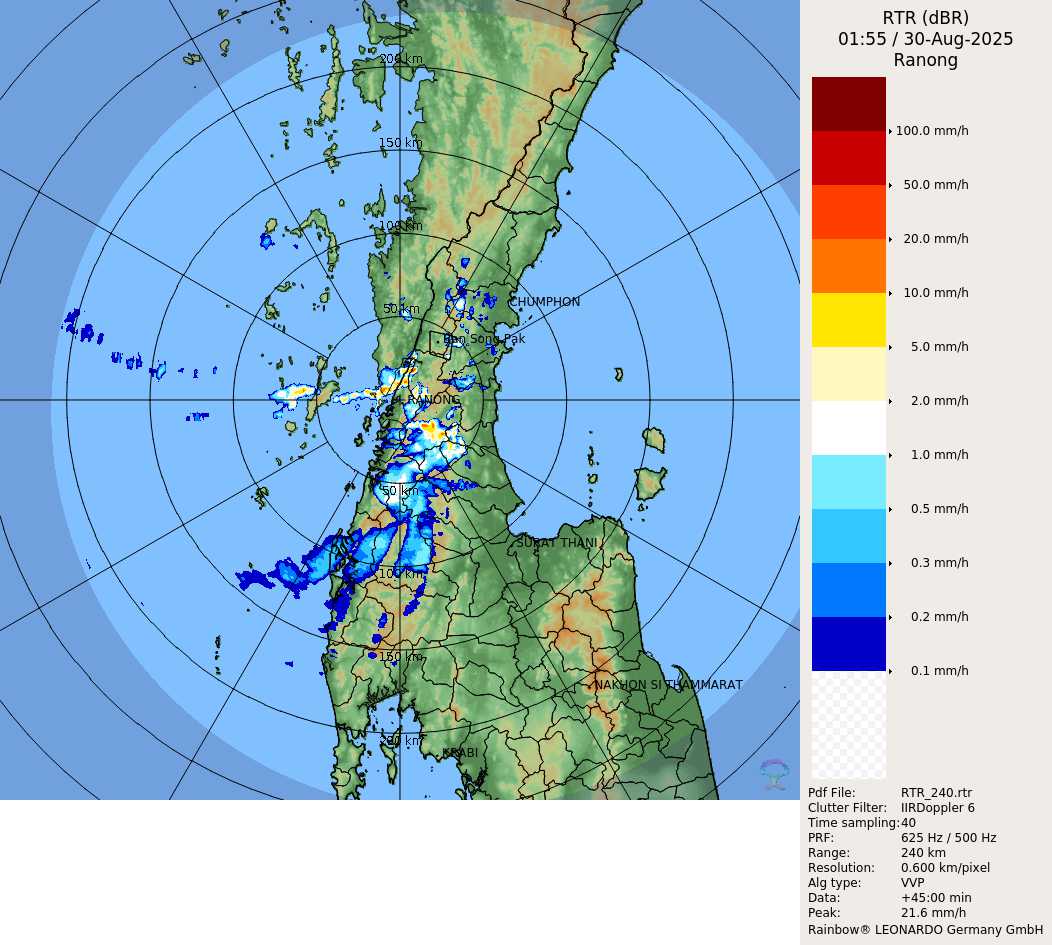 RTR (dBR)
01:55 / 30-Aug-2025
Ranong
200 km
150 km
100 km
50 km
CHUMPHON
Ban Song Pak
RANONG
50 km
SURAT THANI
100 km
150 km
NAKHON SI THAMMARAT
200 km
KRABI
100.0 mm/h
50.0 mm/h
20.0 mm/h
10.0 mm/h
5.0 mm/h
2.0 mm/h
1.0 mm/h
0.5 mm/h
0.3 mm/h
0.2 mm/h
0.1 mm/h
Pdf File: RTR_240.rtr
Clutter Filter: IIRDoppler 6
Time sampling:40
PRF: 625 Hz / 500 Hz
Range: 240 km
Resolution: 0.600 km/pixel
Alg type: VVP
Data: +45:00 min
Peak: 21.6 mm/h
Rainbow® LEONARDO Germany GmbH